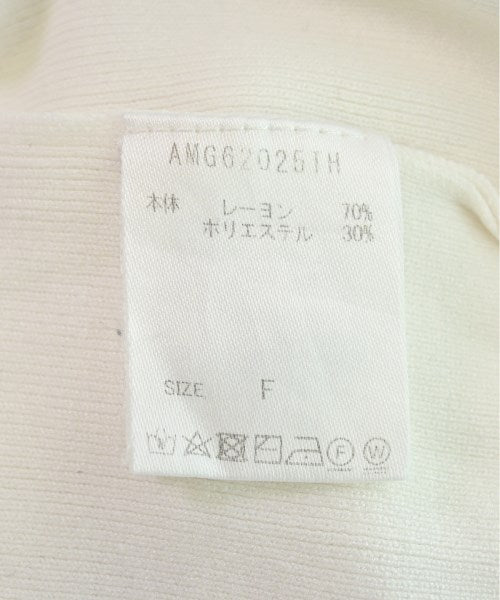 AMG62025TH
本体 レーヨン 70%
ポリエステル 30%
SIZE F
F W